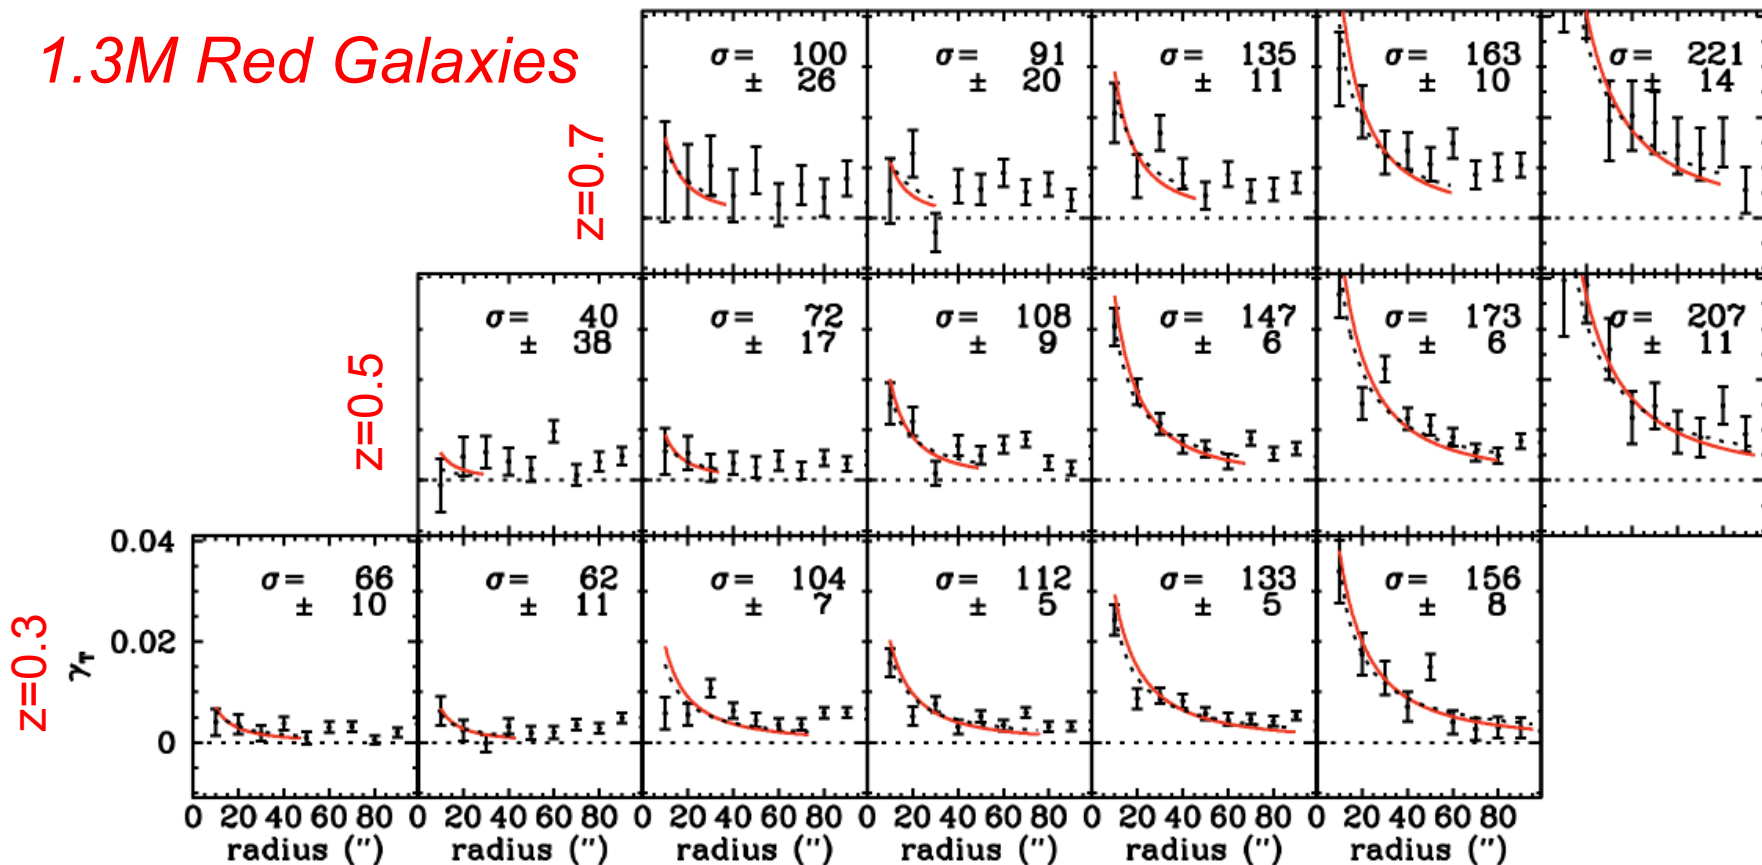 1.3M Red Galaxies
z=0.7
σ= 100
± 26
σ= 91
± 20
σ= 135
± 11
σ= 163
± 10
σ= 221
± 14
z=0.5
σ= 40
± 38
σ= 72
± 17
σ= 108
± 9
σ= 147
± 6
σ= 173
± 6
σ= 207
± 11
z=0.3
γT
0.04
0.02
0
σ= 66
± 10
σ= 62
± 11
σ= 104
± 7
σ= 112
± 5
σ= 133
± 5
σ= 156
± 8
0 20 40 60 80 0 20 40 60 80 0 20 40 60 80 0 20 40 60 80 0 20 40 60 80 0 20 40 60 80
radius (") radius (") radius (") radius (") radius (") radius (")